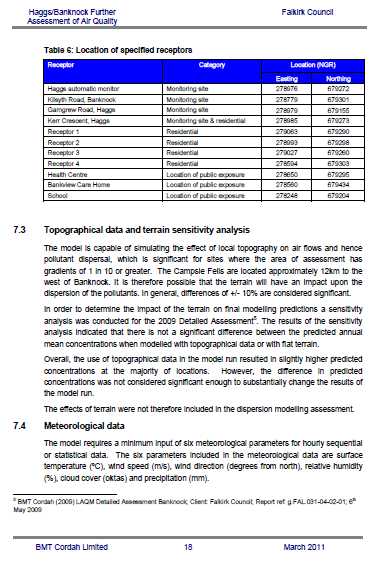 Haggs/Banknock Further Falkirk Council
Assessment of Air Quality
Table 6: Location of specified receptors
Receptor Category Location (NGR)
Easting Northing
Haggs automatic monitor Monitoring site 278976 679272
Kilsyth Road, Banknock Monitoring site 278779 679301
Garngrew Road, Haggs Monitoring site 278979 679155
Kerr Crescent, Haggs Monitoring site & residential 278985 679273
Receptor 1 Residential 279063 679290
Receptor 2 Residential 278993 679298
Receptor 3 Residential 279027 679260
Receptor 4 Residential 278594 679303
Health Centre Location of public exposure 278650 679295
Bankview Care Home Location of public exposure 278560 679434
School Location of public exposure 278248 679204
7.3 Topographical data and terrain sensitivity analysis
The model is capable of simulating the effect of local topography on air flows and hence
pollutant dispersal, which is significant for sites where the area of assessment has
gradients of 1 in 10 or greater. The Campsie Fells are located approximately 12km to the
west of Banknock. It is therefore possible that the terrain will have an impact upon the
dispersion of the pollutants. In general, differences of +/- 10% are considered significant.
In order to determine the impact of the terrain on final modelling predictions a sensitivity
analysis was conducted for the 2009 Detailed Assessment⁵. The results of the sensitivity
analysis indicated that there is not a significant difference between the predicted annual
mean concentrations when modelled with topographical data or with flat terrain.
Overall, the use of topographical data in the model run resulted in slightly higher predicted
concentrations at the majority of locations. However, the difference in predicted
concentrations was not considered significant enough to substantially change the results of
the model run.
The effects of terrain were not therefore included in the dispersion modelling assessment.
7.4 Meteorological data
The model requires a minimum input of six meteorological parameters for hourly sequential
or statistical data. The six parameters included in the meteorological data are surface
temperature (ºC), wind speed (m/s), wind direction (degrees from north), relative humidity
(%), cloud cover (oktas) and precipitation (mm).
⁵ BMT Cordah (2009) LAQM Detailed Assessment Banknock; Client: Falkirk Council; Report ref: g.FAL.031-04-02-01; 6th
May 2009
BMT Cordah Limited 18 March 2011